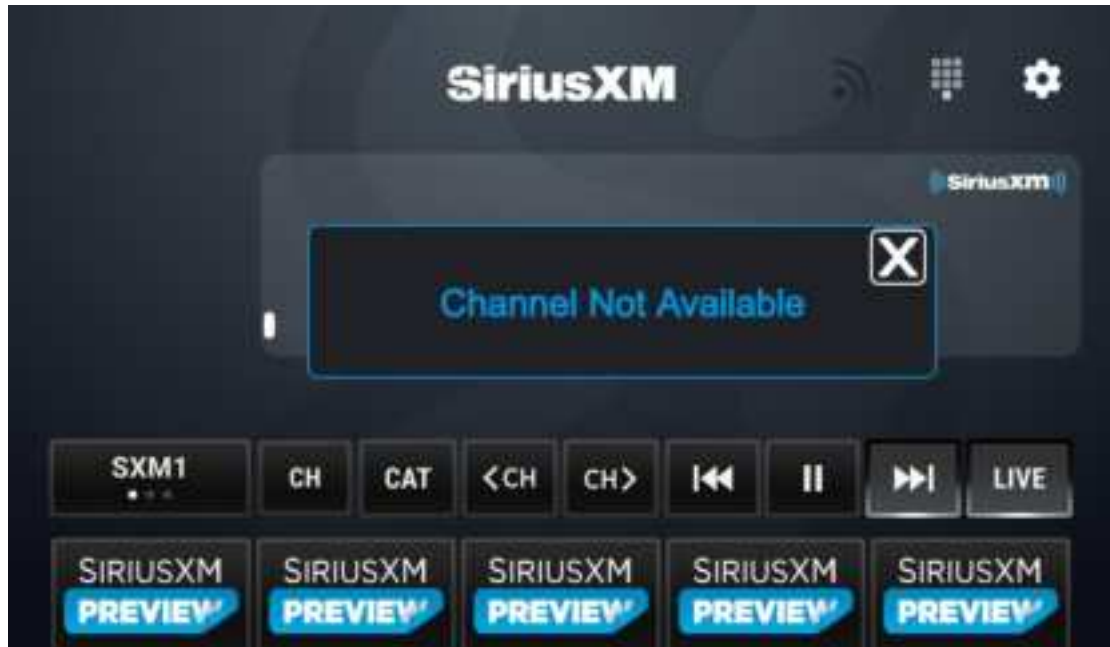 SiriusXM
SiriusXM
X
Channel Not Available
SXM1
CH
CAT
<CH
CH>
LIVE
SIRIUSXM
PREVIEW
SIRIUSXM
PREVIEW
SIRIUSXM
PREVIEW
SIRIUSXM
PREVIEW
SIRIUSXM
PREVIEW